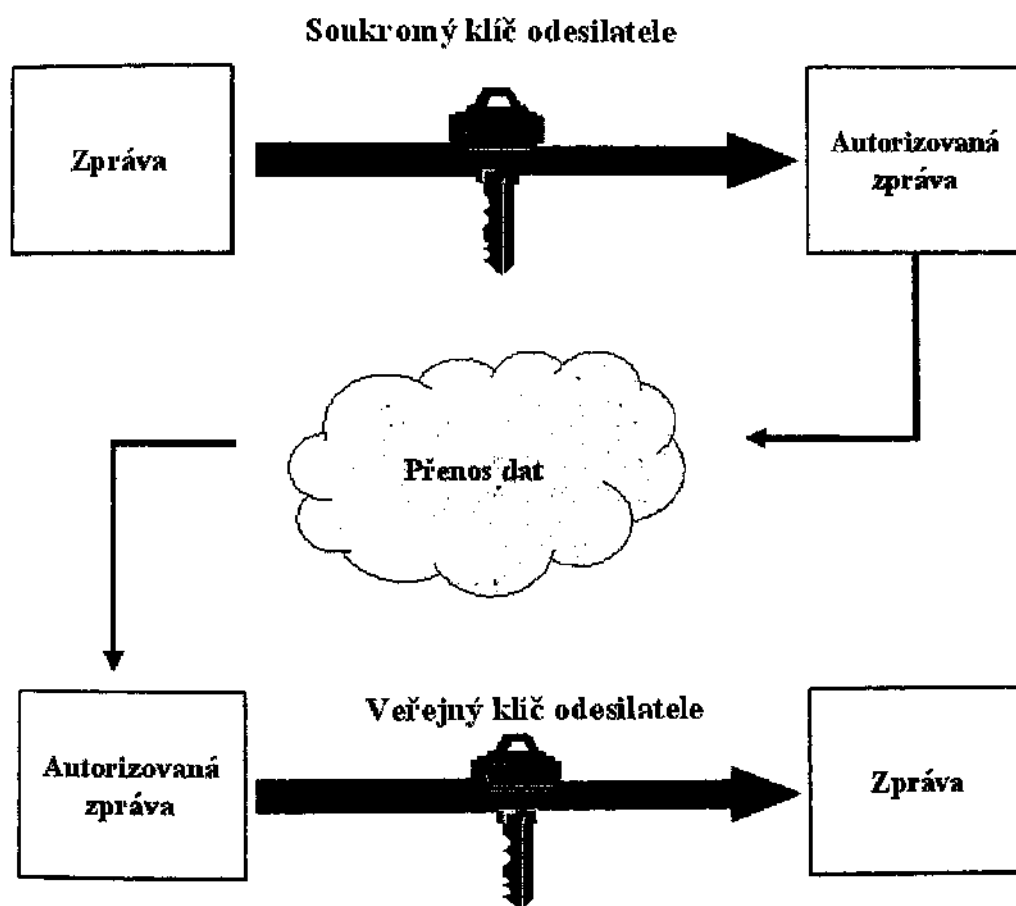 Soukromý klíč odesilatele
Zpráva
Autorizovaná
zpráva
Přenos dat
Veřejný klíč odesilatele
Autorizovaná
zpráva
Zpráva